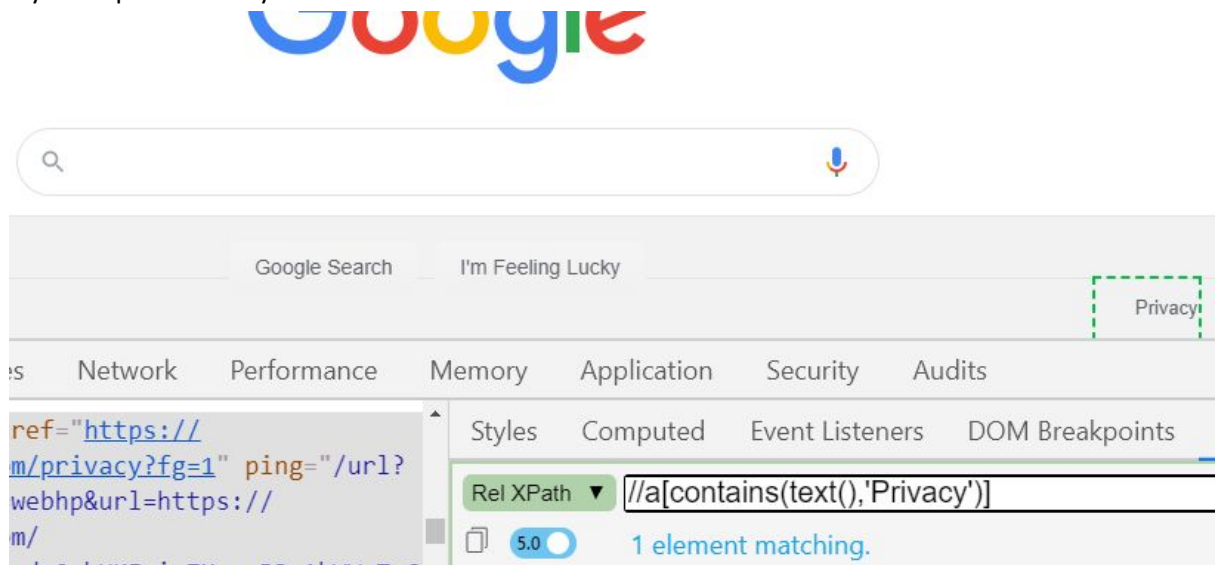 Google
Google Search I'm Feeling Lucky
Privacy
es Network Performance Memory Application Security Audits
Styles Computed Event Listeners DOM Breakpoints
ref="https://
m/privacy?fg=1" ping="/url?
webhp&url=https://
m/
Rel XPath ▼ //a[contains(text(),'Privacy')]
5.0 1 element matching.